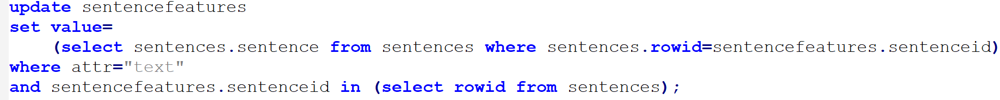 update sentencefeatures
set value=
    (select sentences.sentence from sentences where sentences.rowid=sentencefeatures.sentenceid)
where attr="text"
and sentencefeatures.sentenceid in (select rowid from sentences);